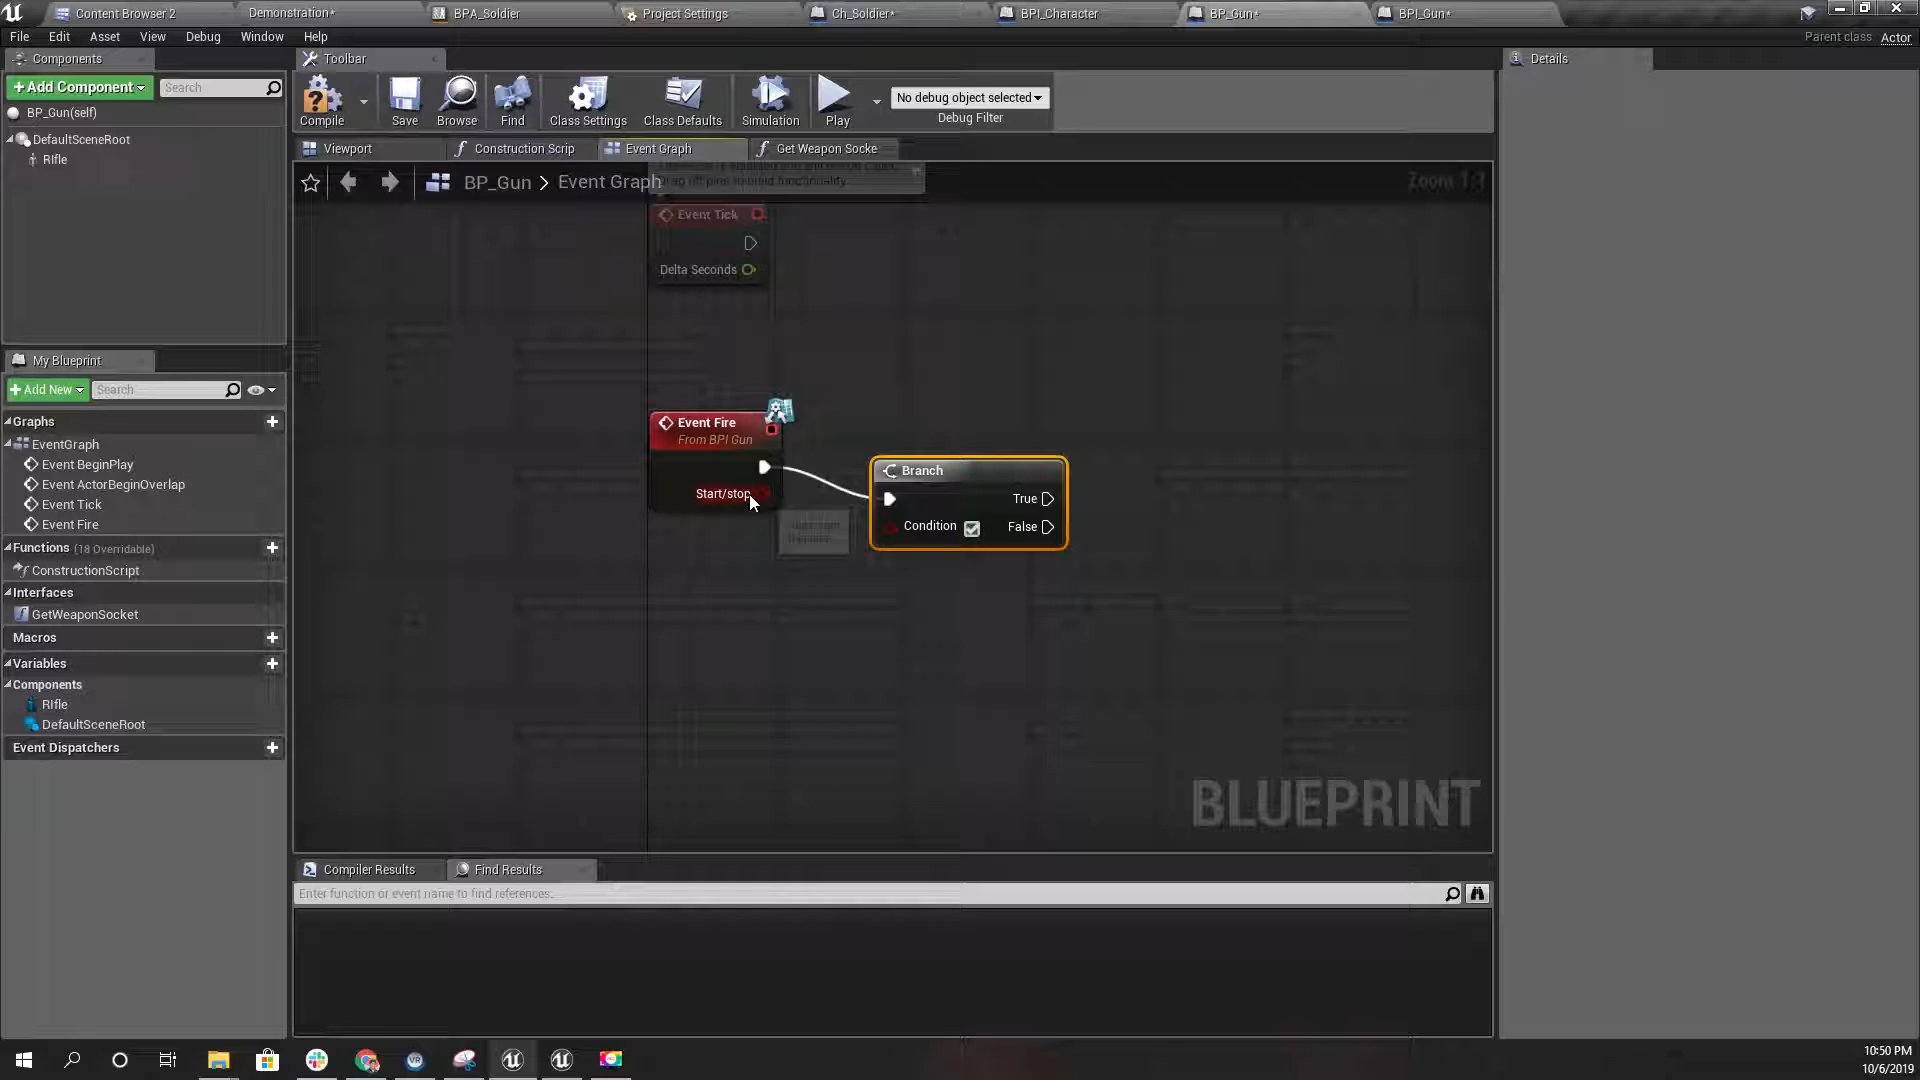 Content Browser 2
Demonstration*
BPA_Soldier
Project Settings
Ch_Soldier*
BPI_Character
BP_Gun*
BPI_Gun*
File Edit Asset View Debug Window Help
Parent class: Actor
Components
Toolbar
Details
+Add Component
Search
BP_Gun(self)
DefaultSceneRoot
RIfle
Compile
Save
Browse
Find
Class Settings
Class Defaults
Simulation
Play
No debug object selected
Debug Filter
Viewport
Construction Scrip
Event Graph
Get Weapon Socke
BP_Gun > Event Graph
Zoom 1:1
Event Tick
Delta Seconds
Event Fire
From BPI Gun
Start/stop
Branch
True
Condition
False
BLUEPRINT
My Blueprint
+Add New
Search
Graphs
EventGraph
Event BeginPlay
Event ActorBeginOverlap
Event Tick
Event Fire
Functions (18 Overridable)
ConstructionScript
Interfaces
GetWeaponSocket
Macros
Variables
Components
RIfle
DefaultSceneRoot
Event Dispatchers
Compiler Results
Find Results
Enter function or event name to find references...
10:50 PM
10/6/2019